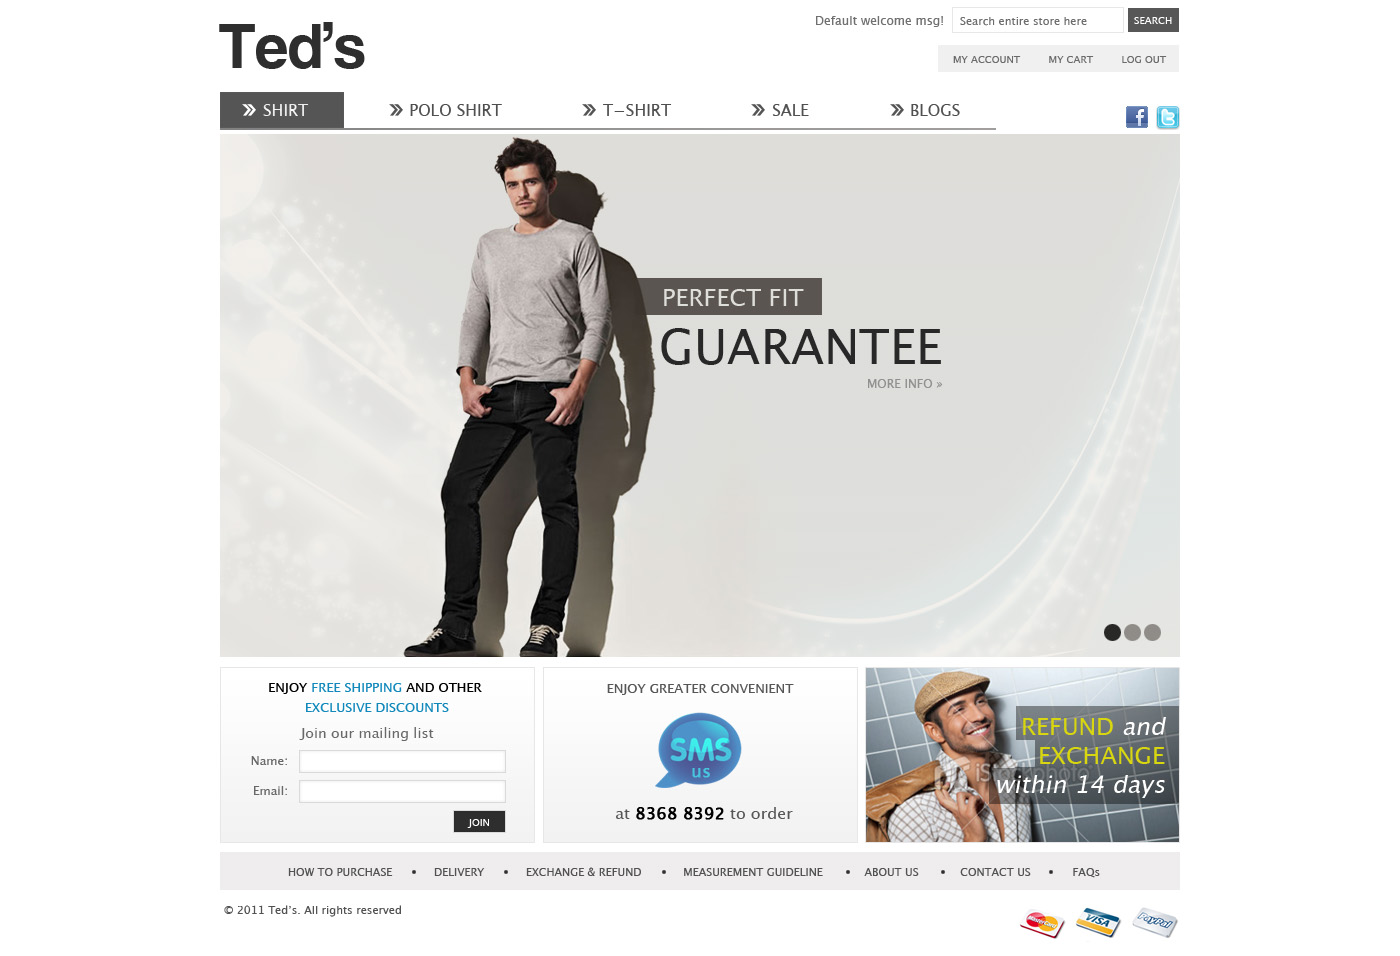 Ted's
Default welcome msg!
Search entire store here
SEARCH
MY ACCOUNT MY CART LOG OUT
SHIRT POLO SHIRT T–SHIRT SALE BLOGS
f t
PERFECT FIT
GUARANTEE
MORE INFO »
ENJOY FREE SHIPPING AND OTHER
EXCLUSIVE DISCOUNTS
Join our mailing list
Name:
Email:
JOIN
ENJOY GREATER CONVENIENT
SMS
us
at 8368 8392 to order
REFUND and
EXCHANGE
iStockphoto
within 14 days
HOW TO PURCHASE • DELIVERY • EXCHANGE & REFUND • MEASUREMENT GUIDELINE • ABOUT US • CONTACT US • FAQs
© 2011 Ted's. All rights reserved
MasterCard VISA PayPal